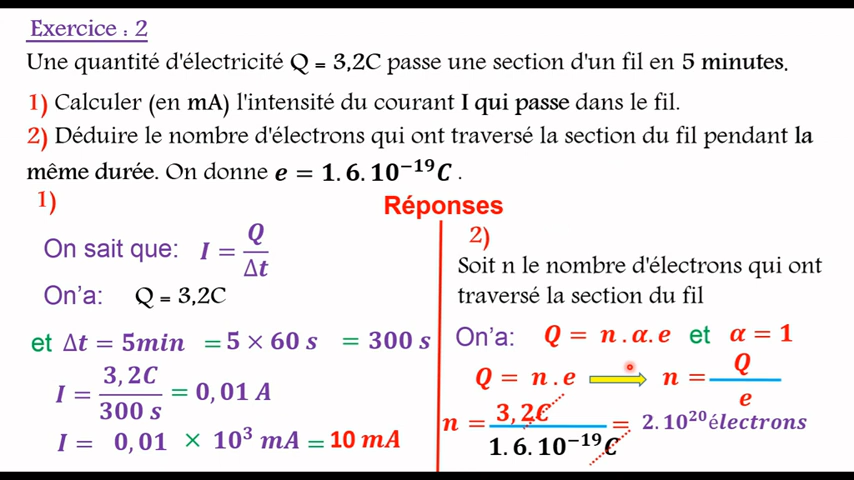 Exercice : 2
Une quantité d'électricité Q = 3,2C passe une section d'un fil en 5 minutes.
1) Calculer (en mA) l'intensité du courant I qui passe dans le fil.
2) Déduire le nombre d'électrons qui ont traversé la section du fil pendant la
même durée. On donne e = 1.6.10⁻¹⁹C .
Réponses
1)
On sait que: I = Q/Δt
On'a: Q = 3,2C
et Δt = 5min = 5 × 60 s = 300 s
I = 3,2C/300 s = 0,01 A
I = 0,01 × 10³ mA = 10 mA
2)
Soit n le nombre d'électrons qui ont
traversé la section du fil
On'a: Q = n . α. e et α = 1
Q = n . e ⟹ n = Q/e
n = 3,2C/1.6.10⁻¹⁹C = 2.10²⁰électrons